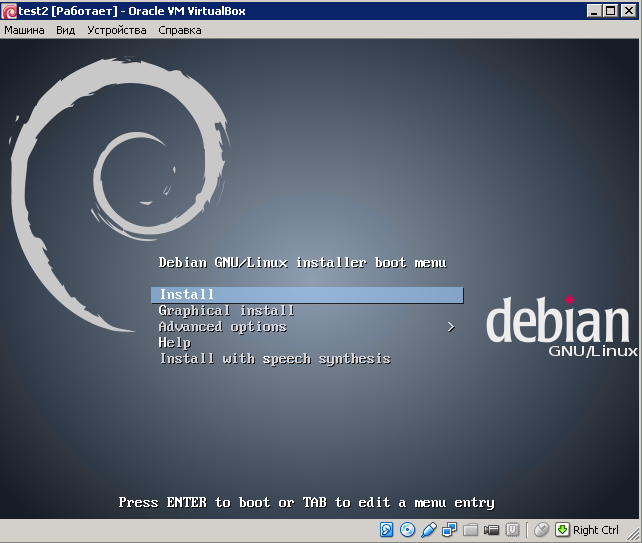 test2 [Работает] - Oracle VM VirtualBox
Машина Вид Устройства Справка
Debian GNU/Linux installer boot menu
Install
Graphical install
Advanced options >
Help
Install with speech synthesis
debian
GNU/Linux
Press ENTER to boot or TAB to edit a menu entry
Right Ctrl